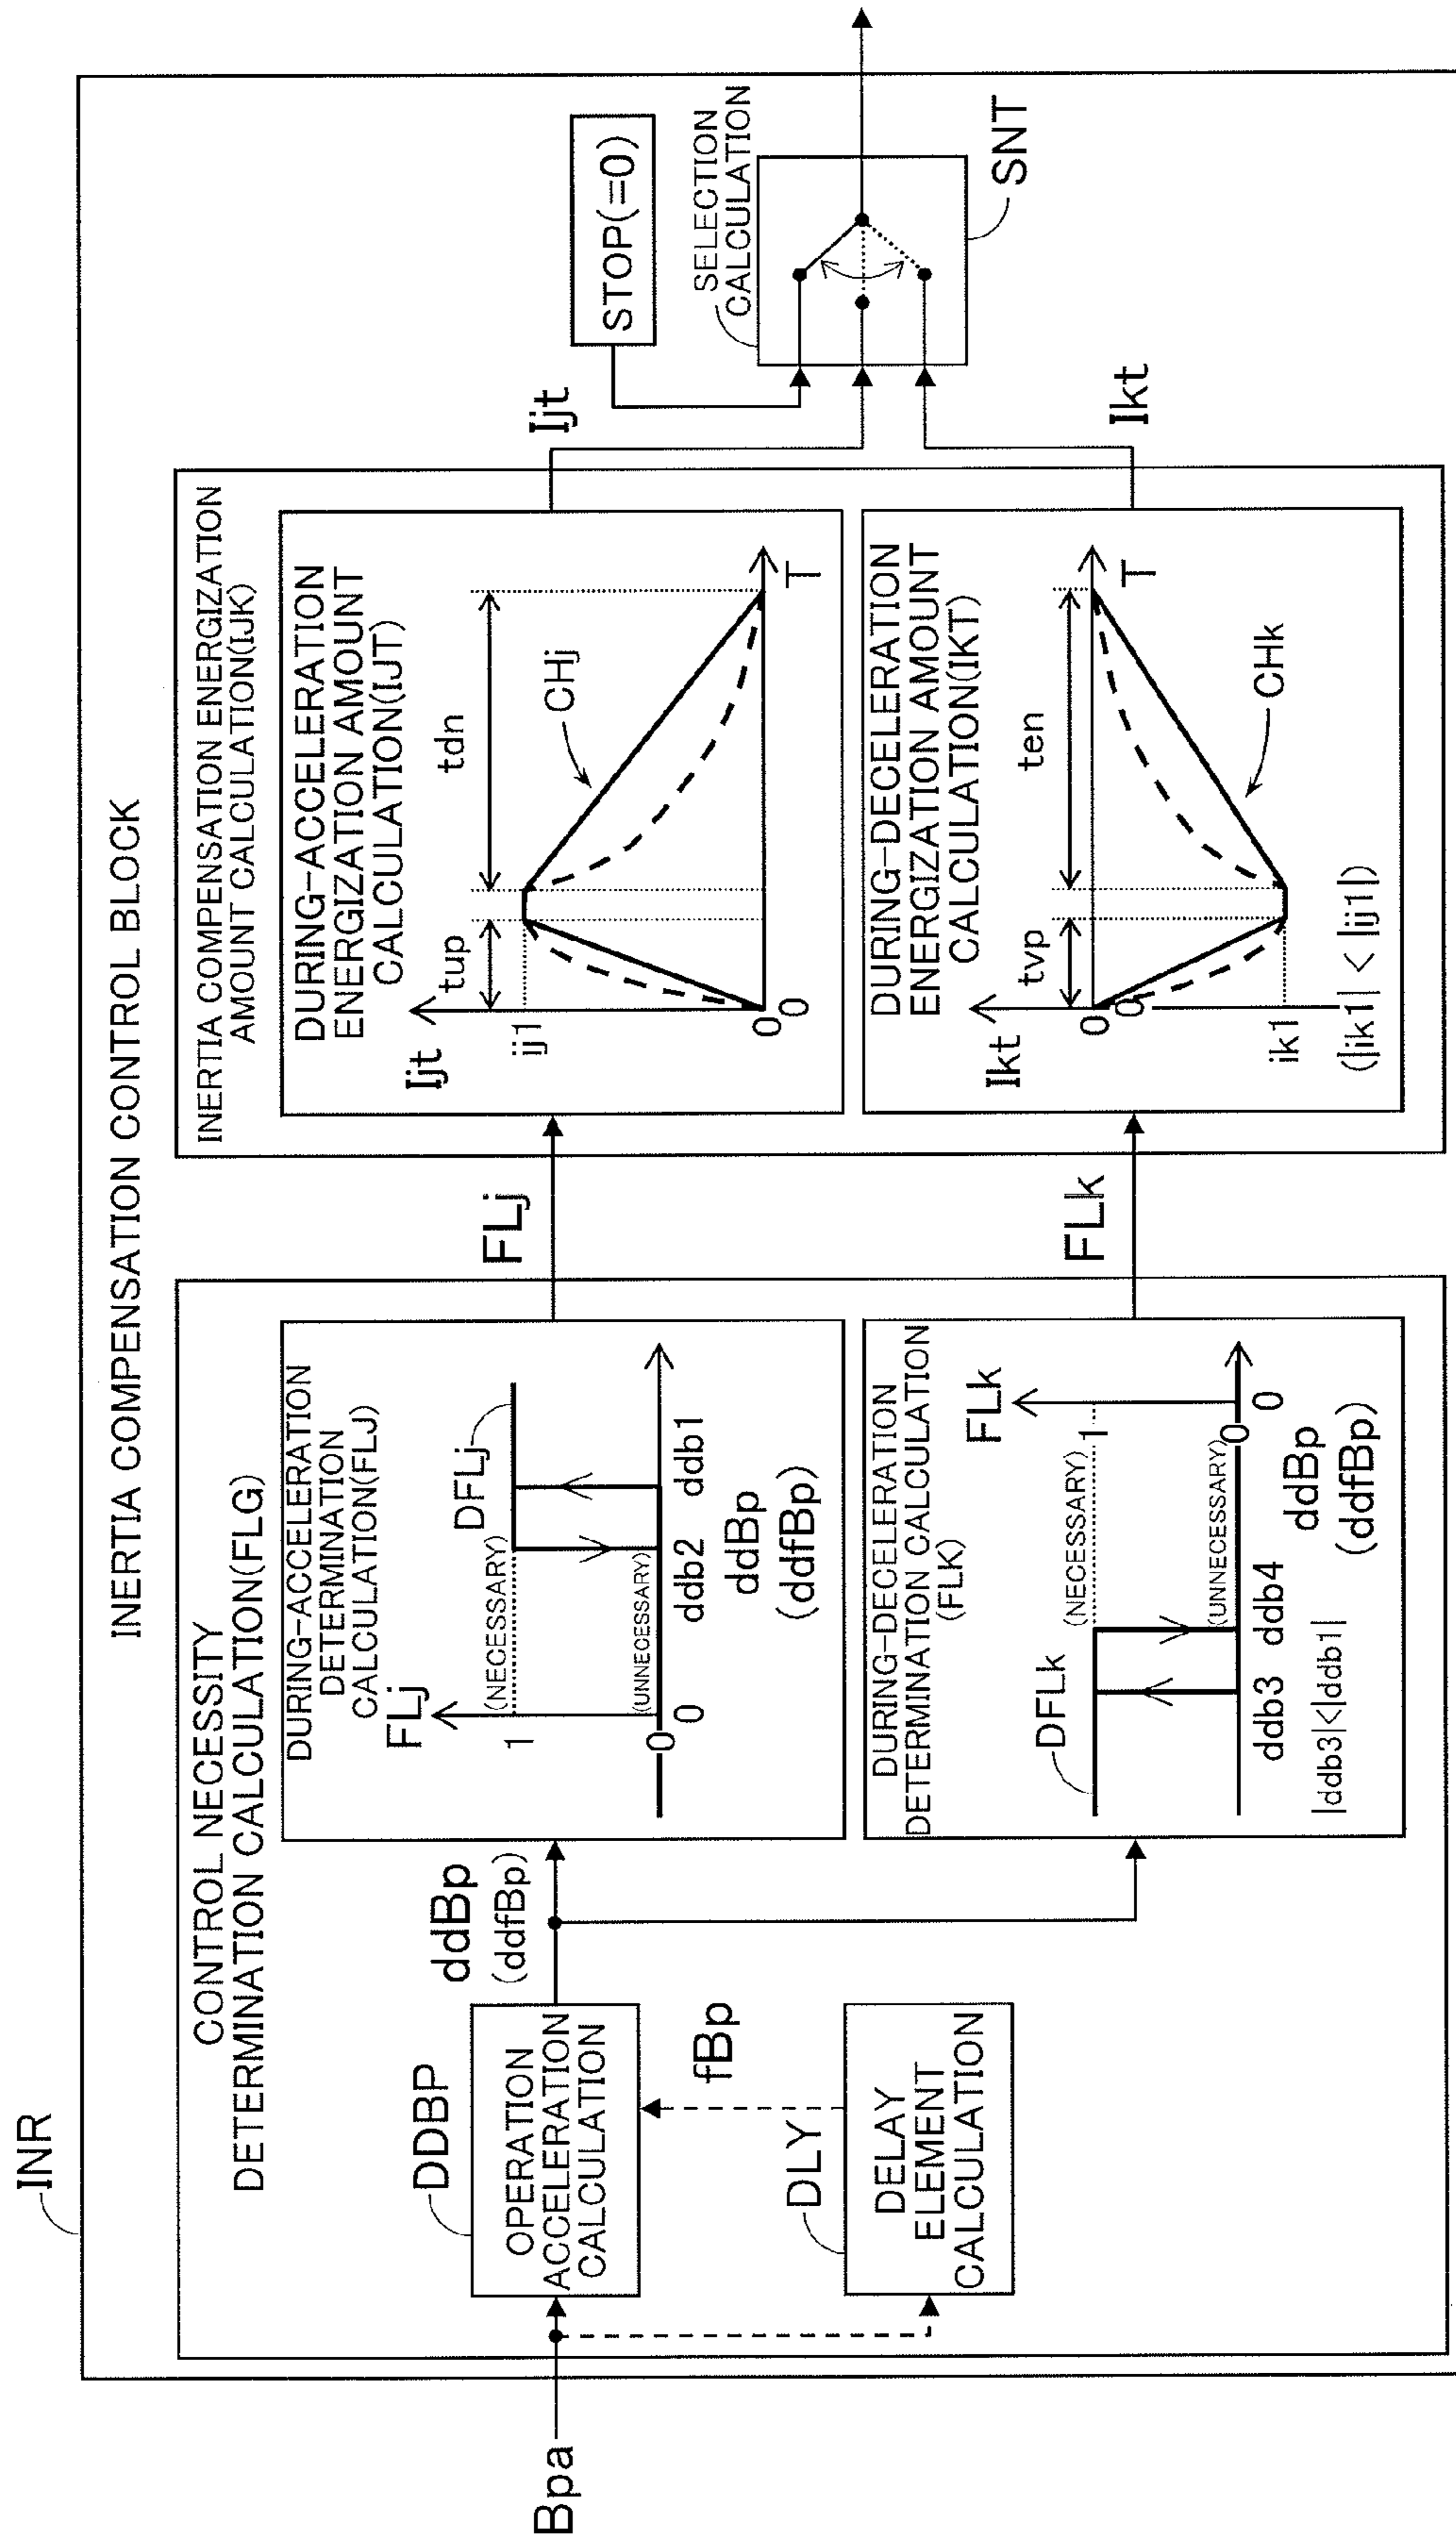 INERTIA COMPENSATION CONTROL BLOCK
INR
CONTROL NECESSITY
DETERMINATION CALCULATION(FLG)
Bpa
DDBP
OPERATION
ACCELERATION
CALCULATION
fBp
DLY
DELAY
ELEMENT
CALCULATION
ddBp
(ddfBp)
DURING-ACCELERATION
DETERMINATION
CALCULATION(FLJ)
FLj
1
(NECESSARY)
DFLj
(UNNECESSARY)
0
0
ddb2
ddb1
ddBp
(ddfBp)
DURING-DECELERATION
DETERMINATION CALCULATION
(FLK)
FLk
DFLk
(NECESSARY)
1
(UNNECESSARY)
0
0
ddb3
ddb4
ddBp
(ddfBp)
|ddb3|<|ddb1|
FLj
FLk
INERTIA COMPENSATION ENERGIZATION
AMOUNT CALCULATION(IJK)
DURING-ACCELERATION
ENERGIZATION AMOUNT
CALCULATION(IJT)
Ijt
tup
tdn
ij1
CHj
0
0
T
DURING-DECELERATION
ENERGIZATION AMOUNT
CALCULATION(IKT)
Ikt
tvp
ten
0
0
T
ik1
CHk
(|ik1| < |ij1|)
Ijt
Ikt
STOP(=0)
SELECTION
CALCULATION
SNT